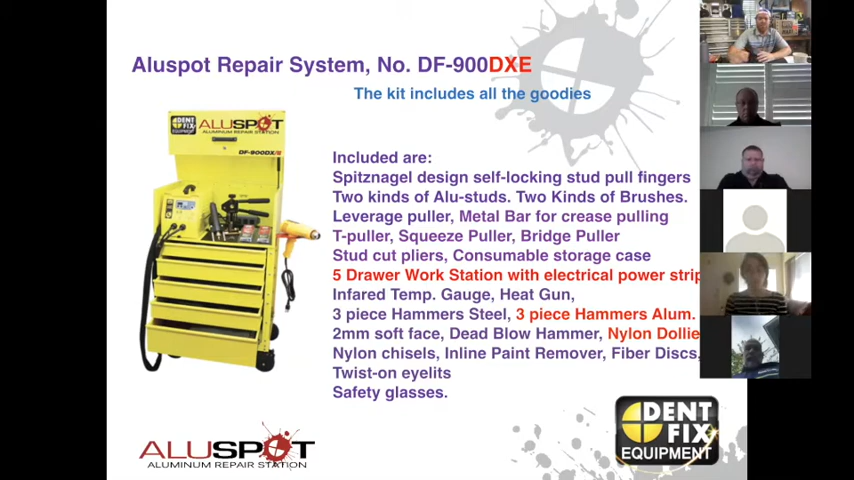 Aluspot Repair System, No. DF-900DXE
The kit includes all the goodies
DENT FIX
EQUIPMENT
ALUSPOT
ALUMINUM REPAIR STATION
DF-900DX/E
Included are:
Spitznagel design self-locking stud pull fingers
Two kinds of Alu-studs. Two Kinds of Brushes.
Leverage puller, Metal Bar for crease pulling
T-puller, Squeeze Puller, Bridge Puller
Stud cut pliers, Consumable storage case
5 Drawer Work Station with electrical power strip
Infared Temp. Gauge, Heat Gun,
3 piece Hammers Steel, 3 piece Hammers Alum.
2mm soft face, Dead Blow Hammer, Nylon Dollie
Nylon chisels, Inline Paint Remover, Fiber Discs,
Twist-on eyelits
Safety glasses.
ALUSPOT
ALUMINUM REPAIR STATION
DENT
FIX
EQUIPMENT